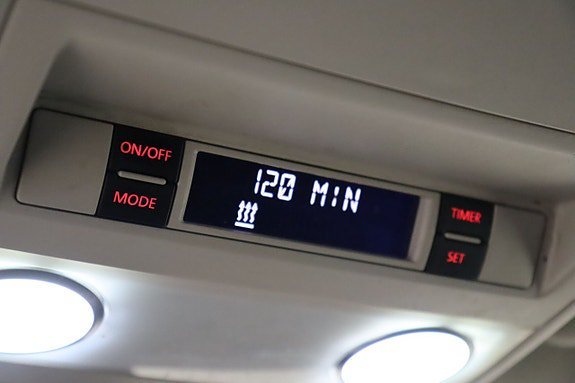 ON/OFF
MODE
120 MIN
TIMER
SET